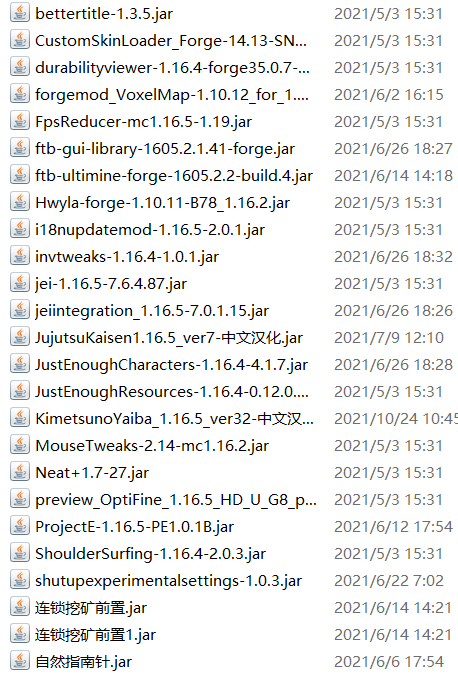 bettertitle-1.3.5.jar 2021/5/3 15:31
CustomSkinLoader_Forge-14.13-SN... 2021/5/3 15:31
durabilityviewer-1.16.4-forge35.0.7-... 2021/5/3 15:31
forgemod_VoxelMap-1.10.12_for_1.... 2021/6/2 16:15
FpsReducer-mc1.16.5-1.19.jar 2021/5/3 15:31
ftb-gui-library-1605.2.1.41-forge.jar 2021/6/26 18:27
ftb-ultimine-forge-1605.2.2-build.4.jar 2021/6/14 14:18
Hwyla-forge-1.10.11-B78_1.16.2.jar 2021/5/3 15:31
i18nupdatemod-1.16.5-2.0.1.jar 2021/5/3 15:31
invtweaks-1.16.4-1.0.1.jar 2021/6/26 18:32
jei-1.16.5-7.6.4.87.jar 2021/5/3 15:31
jeiintegration_1.16.5-7.0.1.15.jar 2021/6/26 18:26
JujutsuKaisen1.16.5_ver7-中文汉化.jar 2021/7/9 12:10
JustEnoughCharacters-1.16.4-4.1.7.jar 2021/6/26 18:28
JustEnoughResources-1.16.4-0.12.0.... 2021/5/3 15:31
KimetsunoYaiba_1.16.5_ver32-中文汉... 2021/10/24 10:45
MouseTweaks-2.14-mc1.16.2.jar 2021/5/3 15:31
Neat+1.7-27.jar 2021/5/3 15:31
preview_OptiFine_1.16.5_HD_U_G8_p... 2021/5/3 15:31
ProjectE-1.16.5-PE1.0.1B.jar 2021/6/12 17:54
ShoulderSurfing-1.16.4-2.0.3.jar 2021/5/3 15:31
shutupexperimentalsettings-1.0.3.jar 2021/6/22 7:02
连锁挖矿前置.jar 2021/6/14 14:21
连锁挖矿前置1.jar 2021/6/14 14:21
自然指南针.jar 2021/6/6 17:54